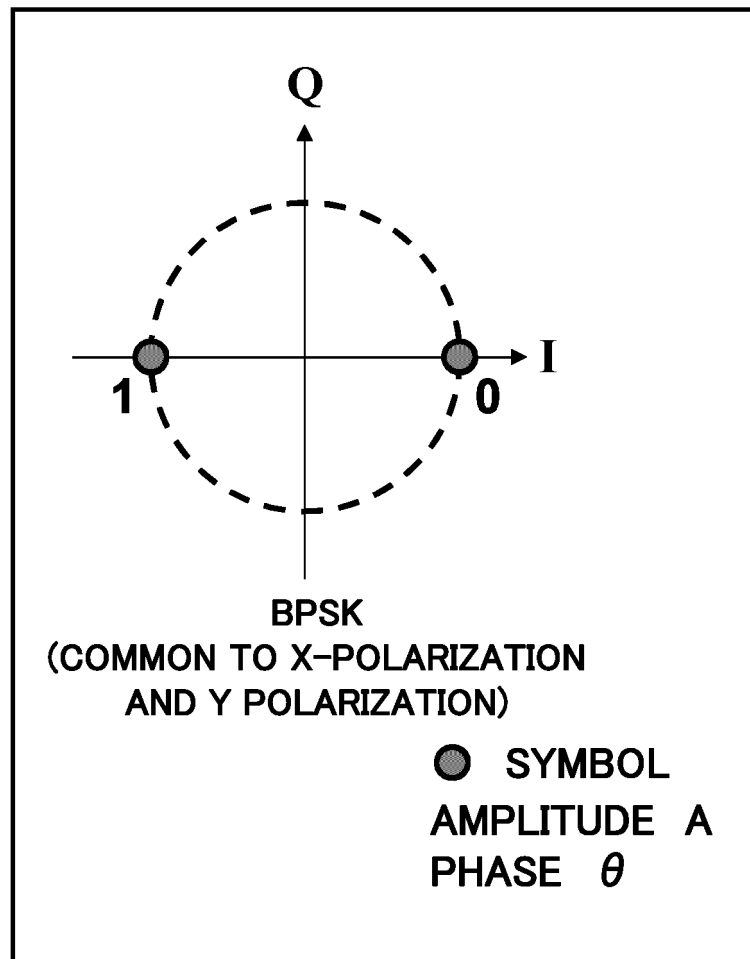 Q
I
1
0
BPSK
(COMMON TO X-POLARIZATION
AND Y POLARIZATION)
SYMBOL
AMPLITUDE A
PHASE θ